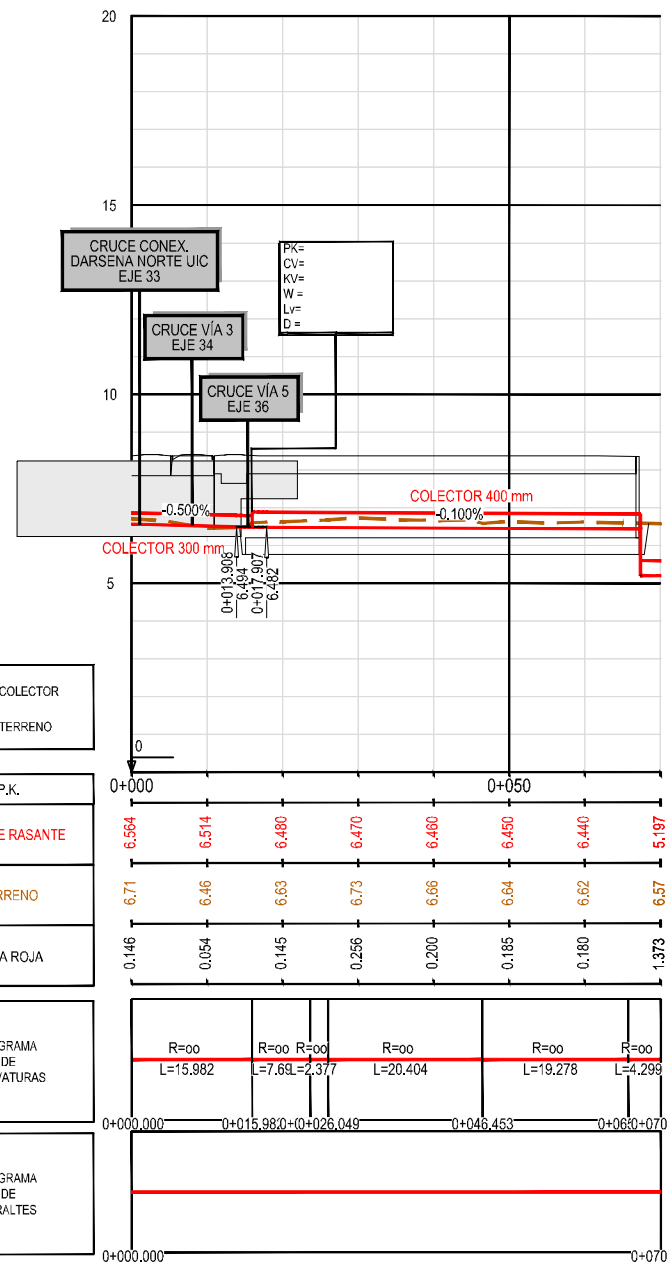 20
15
CRUCE CONEX.
DARSENA NORTE UIC
EJE 33
PK=
CV=
KV=
W =
Lv=
D =
CRUCE VÍA 3
EJE 34
10
CRUCE VÍA 5
EJE 36
COLECTOR 400 mm
-0.500%
-0.100%
COLECTOR 300 mm
5
0+013.908
6.494
0+017.907
6.482
COLECTOR
TERRENO
0
P.K.
0+000
0+050
E RASANTE
6.564 6.514 6.480 6.470 6.460 6.450 6.440 5.197
RRENO
6.71 6.46 6.63 6.73 6.66 6.64 6.62 6.57
A ROJA
0.146 0.054 0.145 0.256 0.200 0.185 0.180 1.373
GRAMA
DE
VATURAS
R=oo R=oo R=oo R=oo R=oo R=oo
L=15.982 L=7.69 L=2.377 L=20.404 L=19.278 L=4.299
0+000.000 0+015.982 0+026.049 0+046.453 0+070
GRAMA
DE
RALTES
0+000.000 0+070